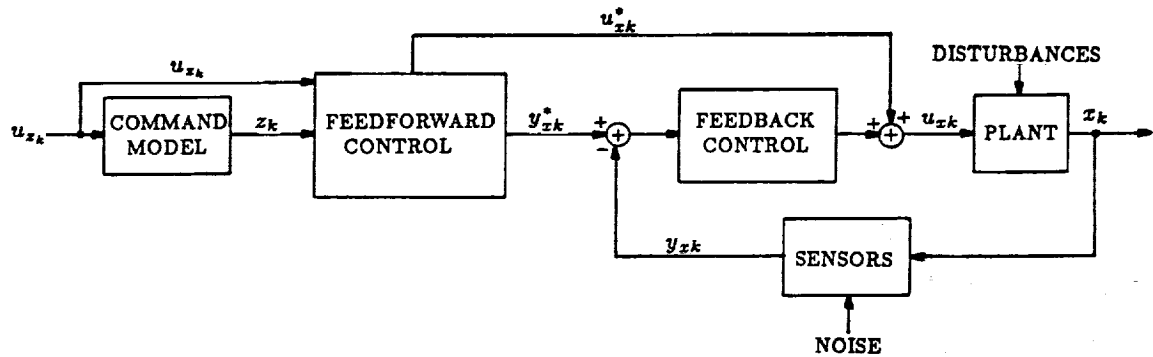 u*xk
DISTURBANCES
uzk
uzk
COMMAND
MODEL
zk
FEEDFORWARD
CONTROL
y*xk
+
-
+
FEEDBACK
CONTROL
+
+
+
uxk
PLANT
xk
yxk
SENSORS
NOISE